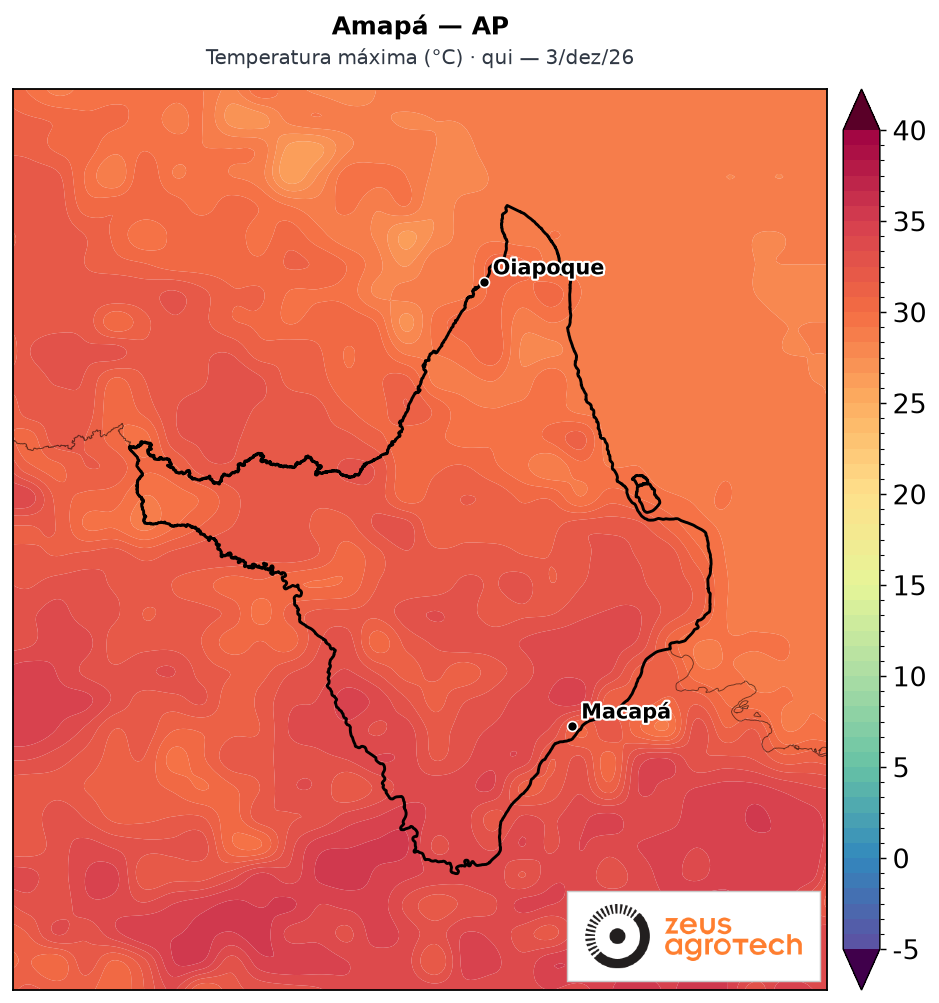 Amapá — AP
Temperatura máxima (°C) · qui — 3/dez/26
Oiapoque
Macapá
40
35
30
25
20
15
10
5
0
-5
zeus
agrotech